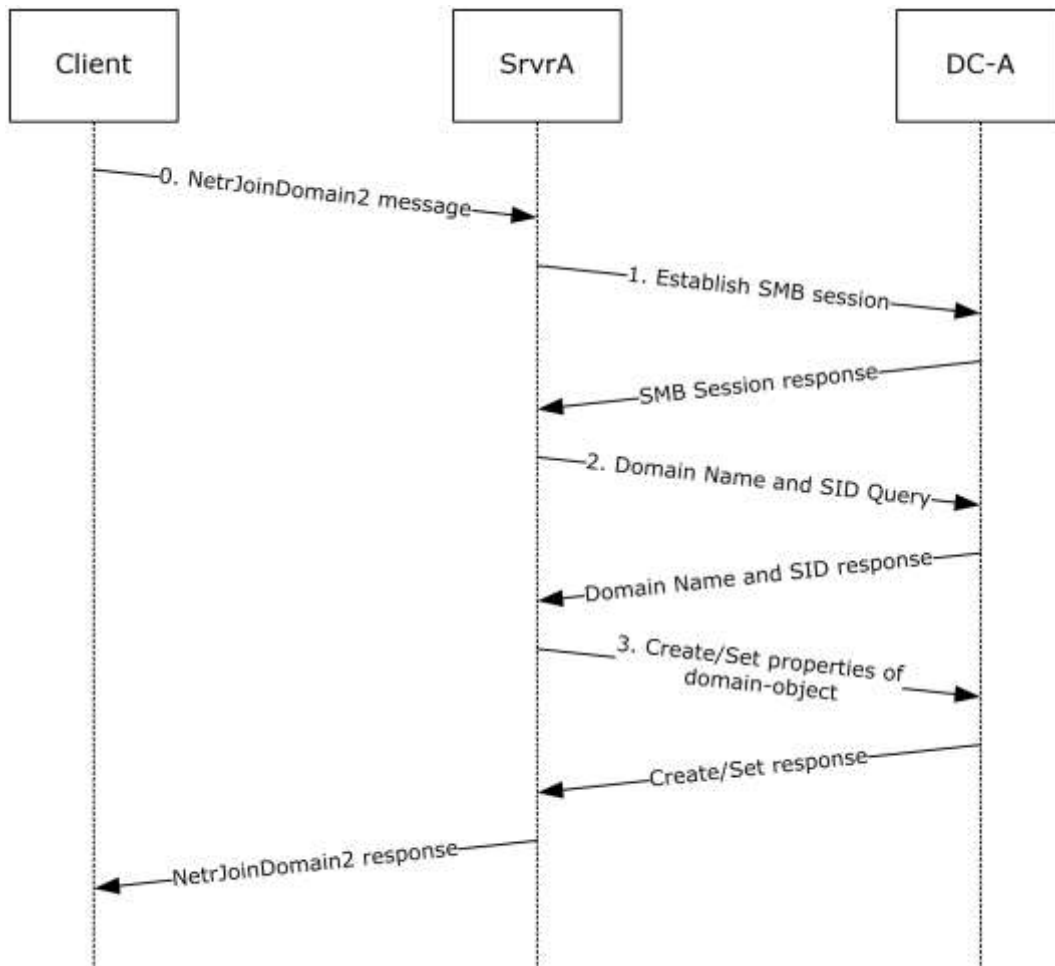 Client
SrvrA
DC-A
0. NetrJoinDomain2 message
1. Establish SMB session
SMB Session response
2. Domain Name and SID Query
Domain Name and SID response
3. Create/Set properties of
domain-object
Create/Set response
NetrJoinDomain2 response